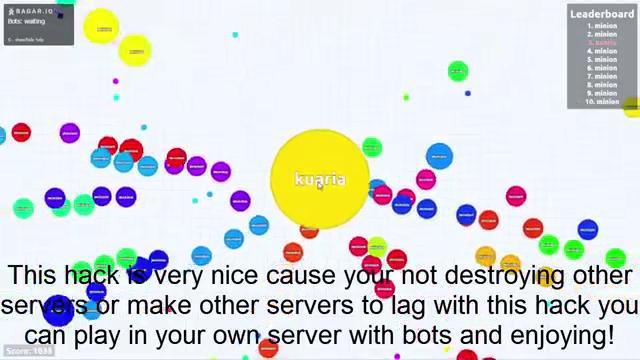 BAGAR.IO
Bots: waiting
Leaderboard
1. minion
2. minion
3. kuaria
4. minion
5. minion
6. minion
7. minion
8. minion
9. minion
10. minion
kuaria
This hack is very nice cause your not destroying other
servers or make other servers to lag with this hack you
can play in your own server with bots and enjoying!